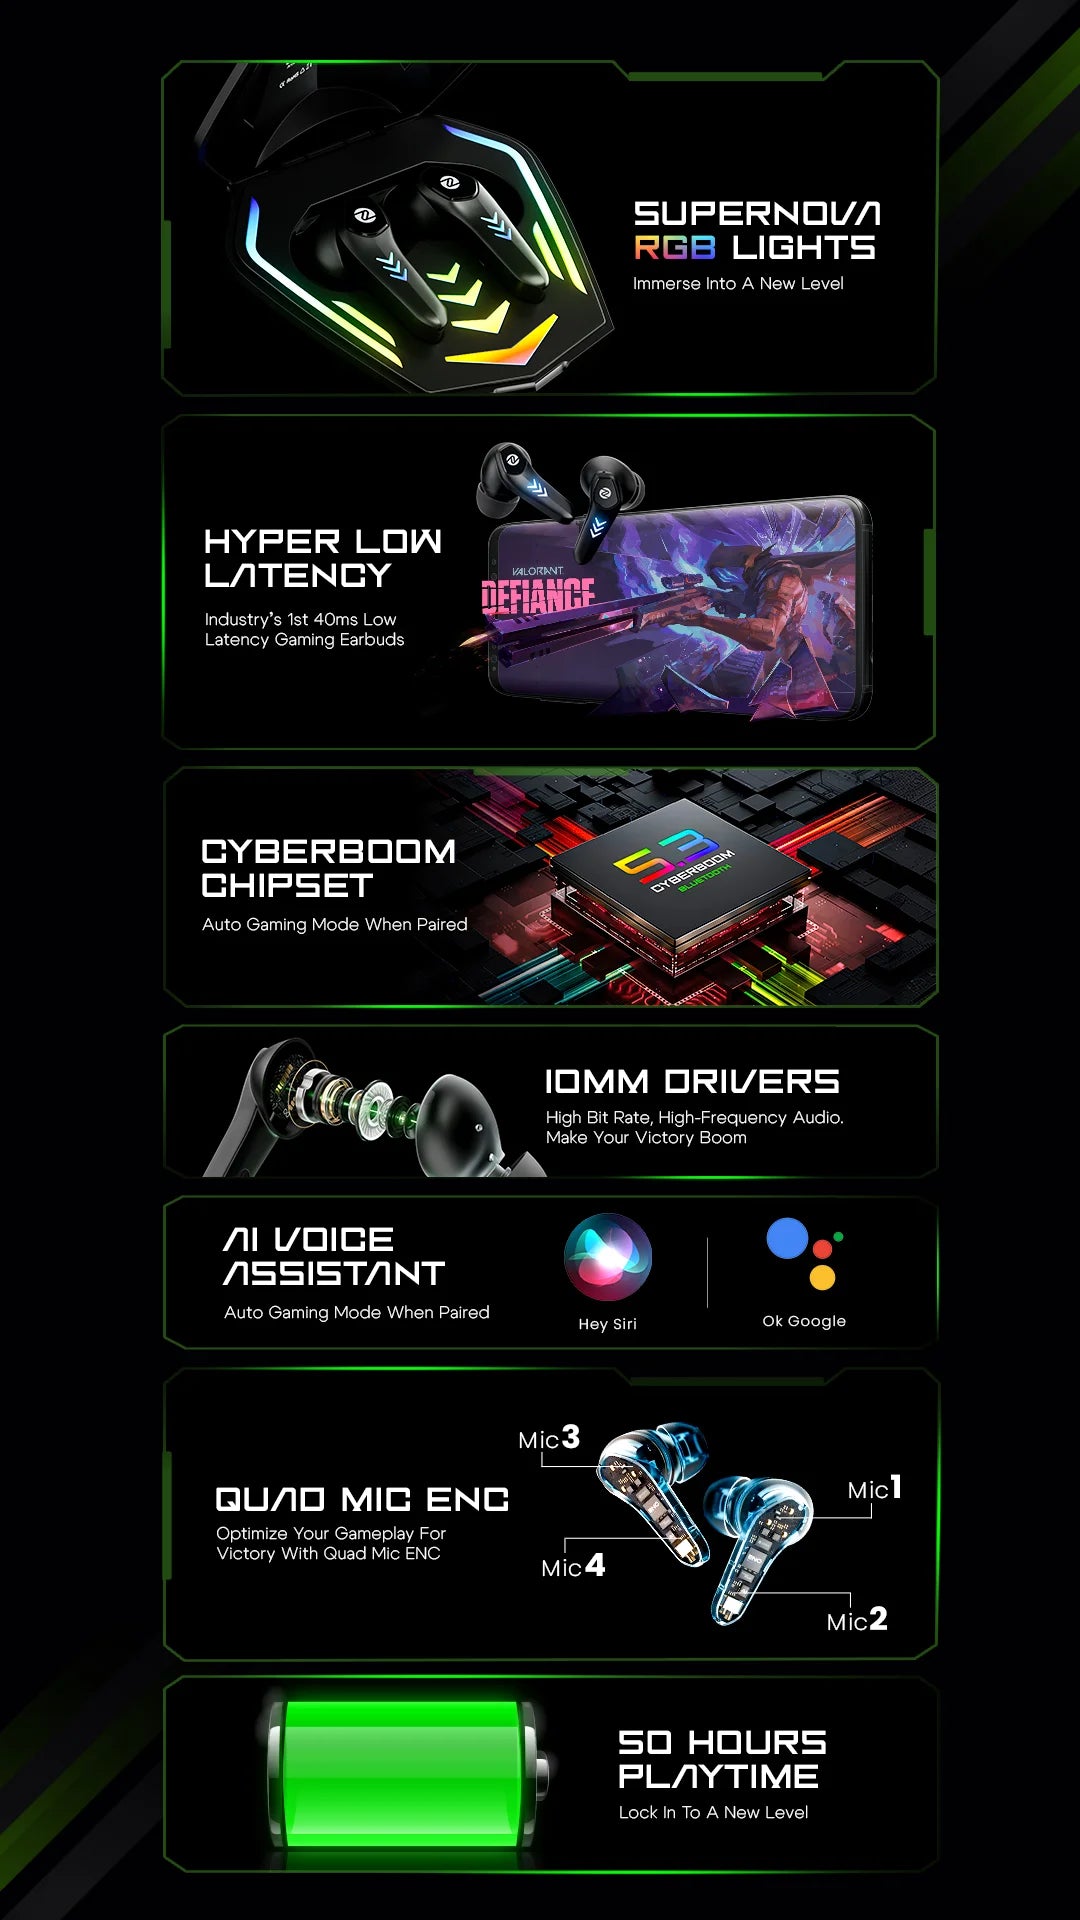 SUPERNOVA
RGB LIGHTS
Immerse Into A New Level
HYPER LOW
LATENCY
Industry’s 1st 40ms Low
Latency Gaming Earbuds
VALORANT
DEFIANCE
CYBERBOOM
CHIPSET
Auto Gaming Mode When Paired
5.3
CYBERBOOM
BLUETOOTH
10MM DRIVERS
High Bit Rate, High-Frequency Audio.
Make Your Victory Boom
AI VOICE
ASSISTANT
Auto Gaming Mode When Paired
Hey Siri
Ok Google
QUAD MIC ENC
Optimize Your Gameplay For
Victory With Quad Mic ENC
Mic3
Mic1
Mic4
Mic2
ENC
ENC
50 HOURS
PLAYTIME
Lock In To A New Level